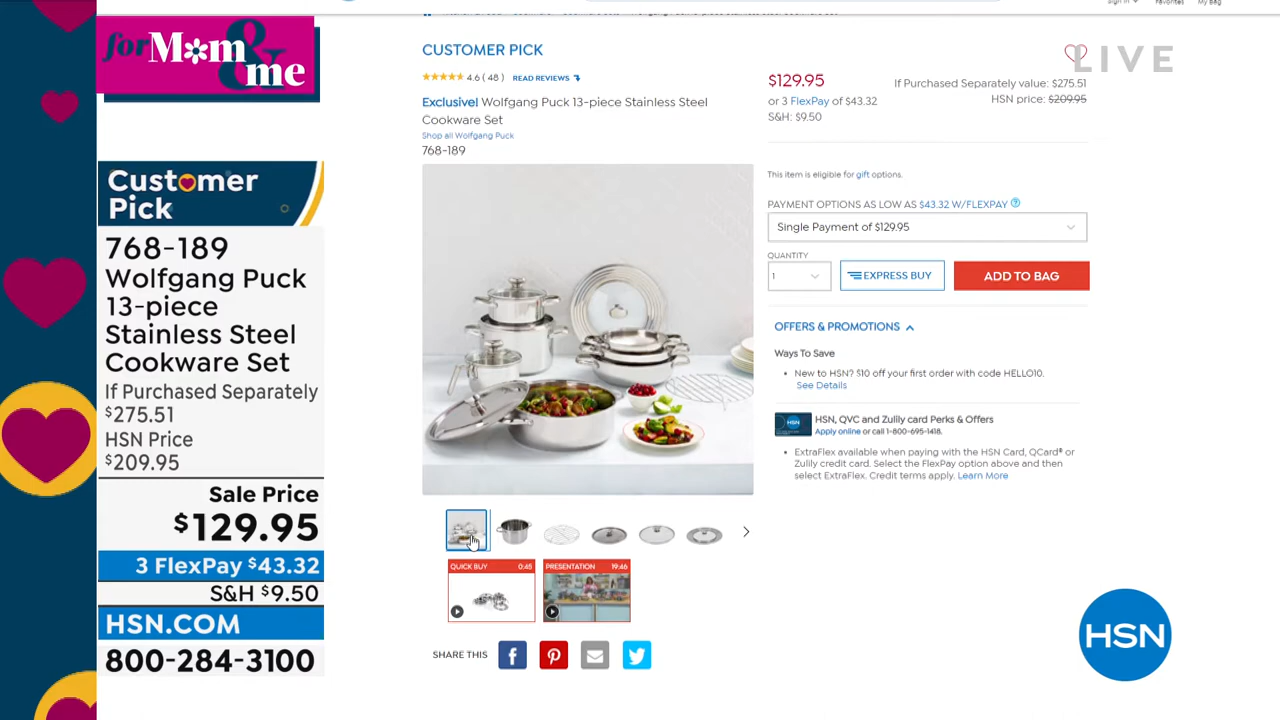 for Mom & me
Customer
Pick
768-189
Wolfgang Puck
13-piece
Stainless Steel
Cookware Set
If Purchased Separately
$275.51
HSN Price
$209.95
Sale Price
$129.95
3 FlexPay $43.32
S&H $9.50
HSN.COM
800-284-3100
Sign in
Favorites
My Bag
CUSTOMER PICK
4.6 ( 48 ) READ REVIEWS
Exclusive! Wolfgang Puck 13-piece Stainless Steel
Cookware Set
Shop all Wolfgang Puck
768-189
QUICK BUY 0:45
PRESENTATION 19:46
SHARE THIS
LIVE
$129.95
or 3 FlexPay of $43.32
S&H: $9.50
If Purchased Separately value: $275.51
HSN price: $209.95
This item is eligible for gift options.
PAYMENT OPTIONS AS LOW AS $43.32 W/FLEXPAY
Single Payment of $129.95
QUANTITY
1
EXPRESS BUY
ADD TO BAG
OFFERS & PROMOTIONS
Ways To Save
• New to HSN? $10 off your first order with code HELLO10.
See Details
HSN
HSN, QVC and Zulily card Perks & Offers
Apply online or call 1-800-695-1418.
• ExtraFlex available when paying with the HSN Card, QCard® or
Zulily credit card. Select the FlexPay option above and then
select ExtraFlex. Credit terms apply. Learn More
HSN